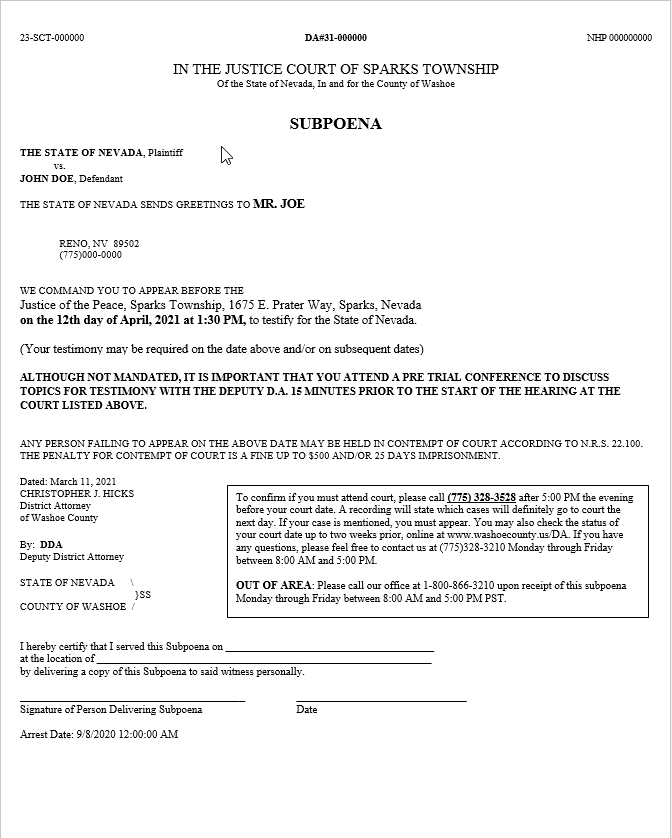 23-SCT-000000 DA#31-000000 NHP 000000000
IN THE JUSTICE COURT OF SPARKS TOWNSHIP
Of the State of Nevada, In and for the County of Washoe
SUBPOENA
THE STATE OF NEVADA, Plaintiff
vs.
JOHN DOE, Defendant
THE STATE OF NEVADA SENDS GREETINGS TO MR. JOE
RENO, NV 89502
(775)000-0000
WE COMMAND YOU TO APPEAR BEFORE THE
Justice of the Peace, Sparks Township, 1675 E. Prater Way, Sparks, Nevada
on the 12th day of April, 2021 at 1:30 PM, to testify for the State of Nevada.
(Your testimony may be required on the date above and/or on subsequent dates)
ALTHOUGH NOT MANDATED, IT IS IMPORTANT THAT YOU ATTEND A PRE TRIAL CONFERENCE TO DISCUSS
TOPICS FOR TESTIMONY WITH THE DEPUTY D.A. 15 MINUTES PRIOR TO THE START OF THE HEARING AT THE
COURT LISTED ABOVE.
ANY PERSON FAILING TO APPEAR ON THE ABOVE DATE MAY BE HELD IN CONTEMPT OF COURT ACCORDING TO N.R.S. 22.100.
THE PENALTY FOR CONTEMPT OF COURT IS A FINE UP TO $500 AND/OR 25 DAYS IMPRISONMENT.
Dated: March 11, 2021
CHRISTOPHER J. HICKS
District Attorney
of Washoe County
By: DDA
Deputy District Attorney
STATE OF NEVADA \
}SS
COUNTY OF WASHOE /
To confirm if you must attend court, please call (775) 328-3528 after 5:00 PM the evening
before your court date. A recording will state which cases will definitely go to court the
next day. If your case is mentioned, you must appear. You may also check the status of
your court date up to two weeks prior, online at www.washoecounty.us/DA. If you have
any questions, please feel free to contact us at (775)328-3210 Monday through Friday
between 8:00 AM and 5:00 PM.
OUT OF AREA: Please call our office at 1-800-866-3210 upon receipt of this subpoena
Monday through Friday between 8:00 AM and 5:00 PM PST.
I hereby certify that I served this Subpoena on
at the location of
by delivering a copy of this Subpoena to said witness personally.
Signature of Person Delivering Subpoena Date
Arrest Date: 9/8/2020 12:00:00 AM